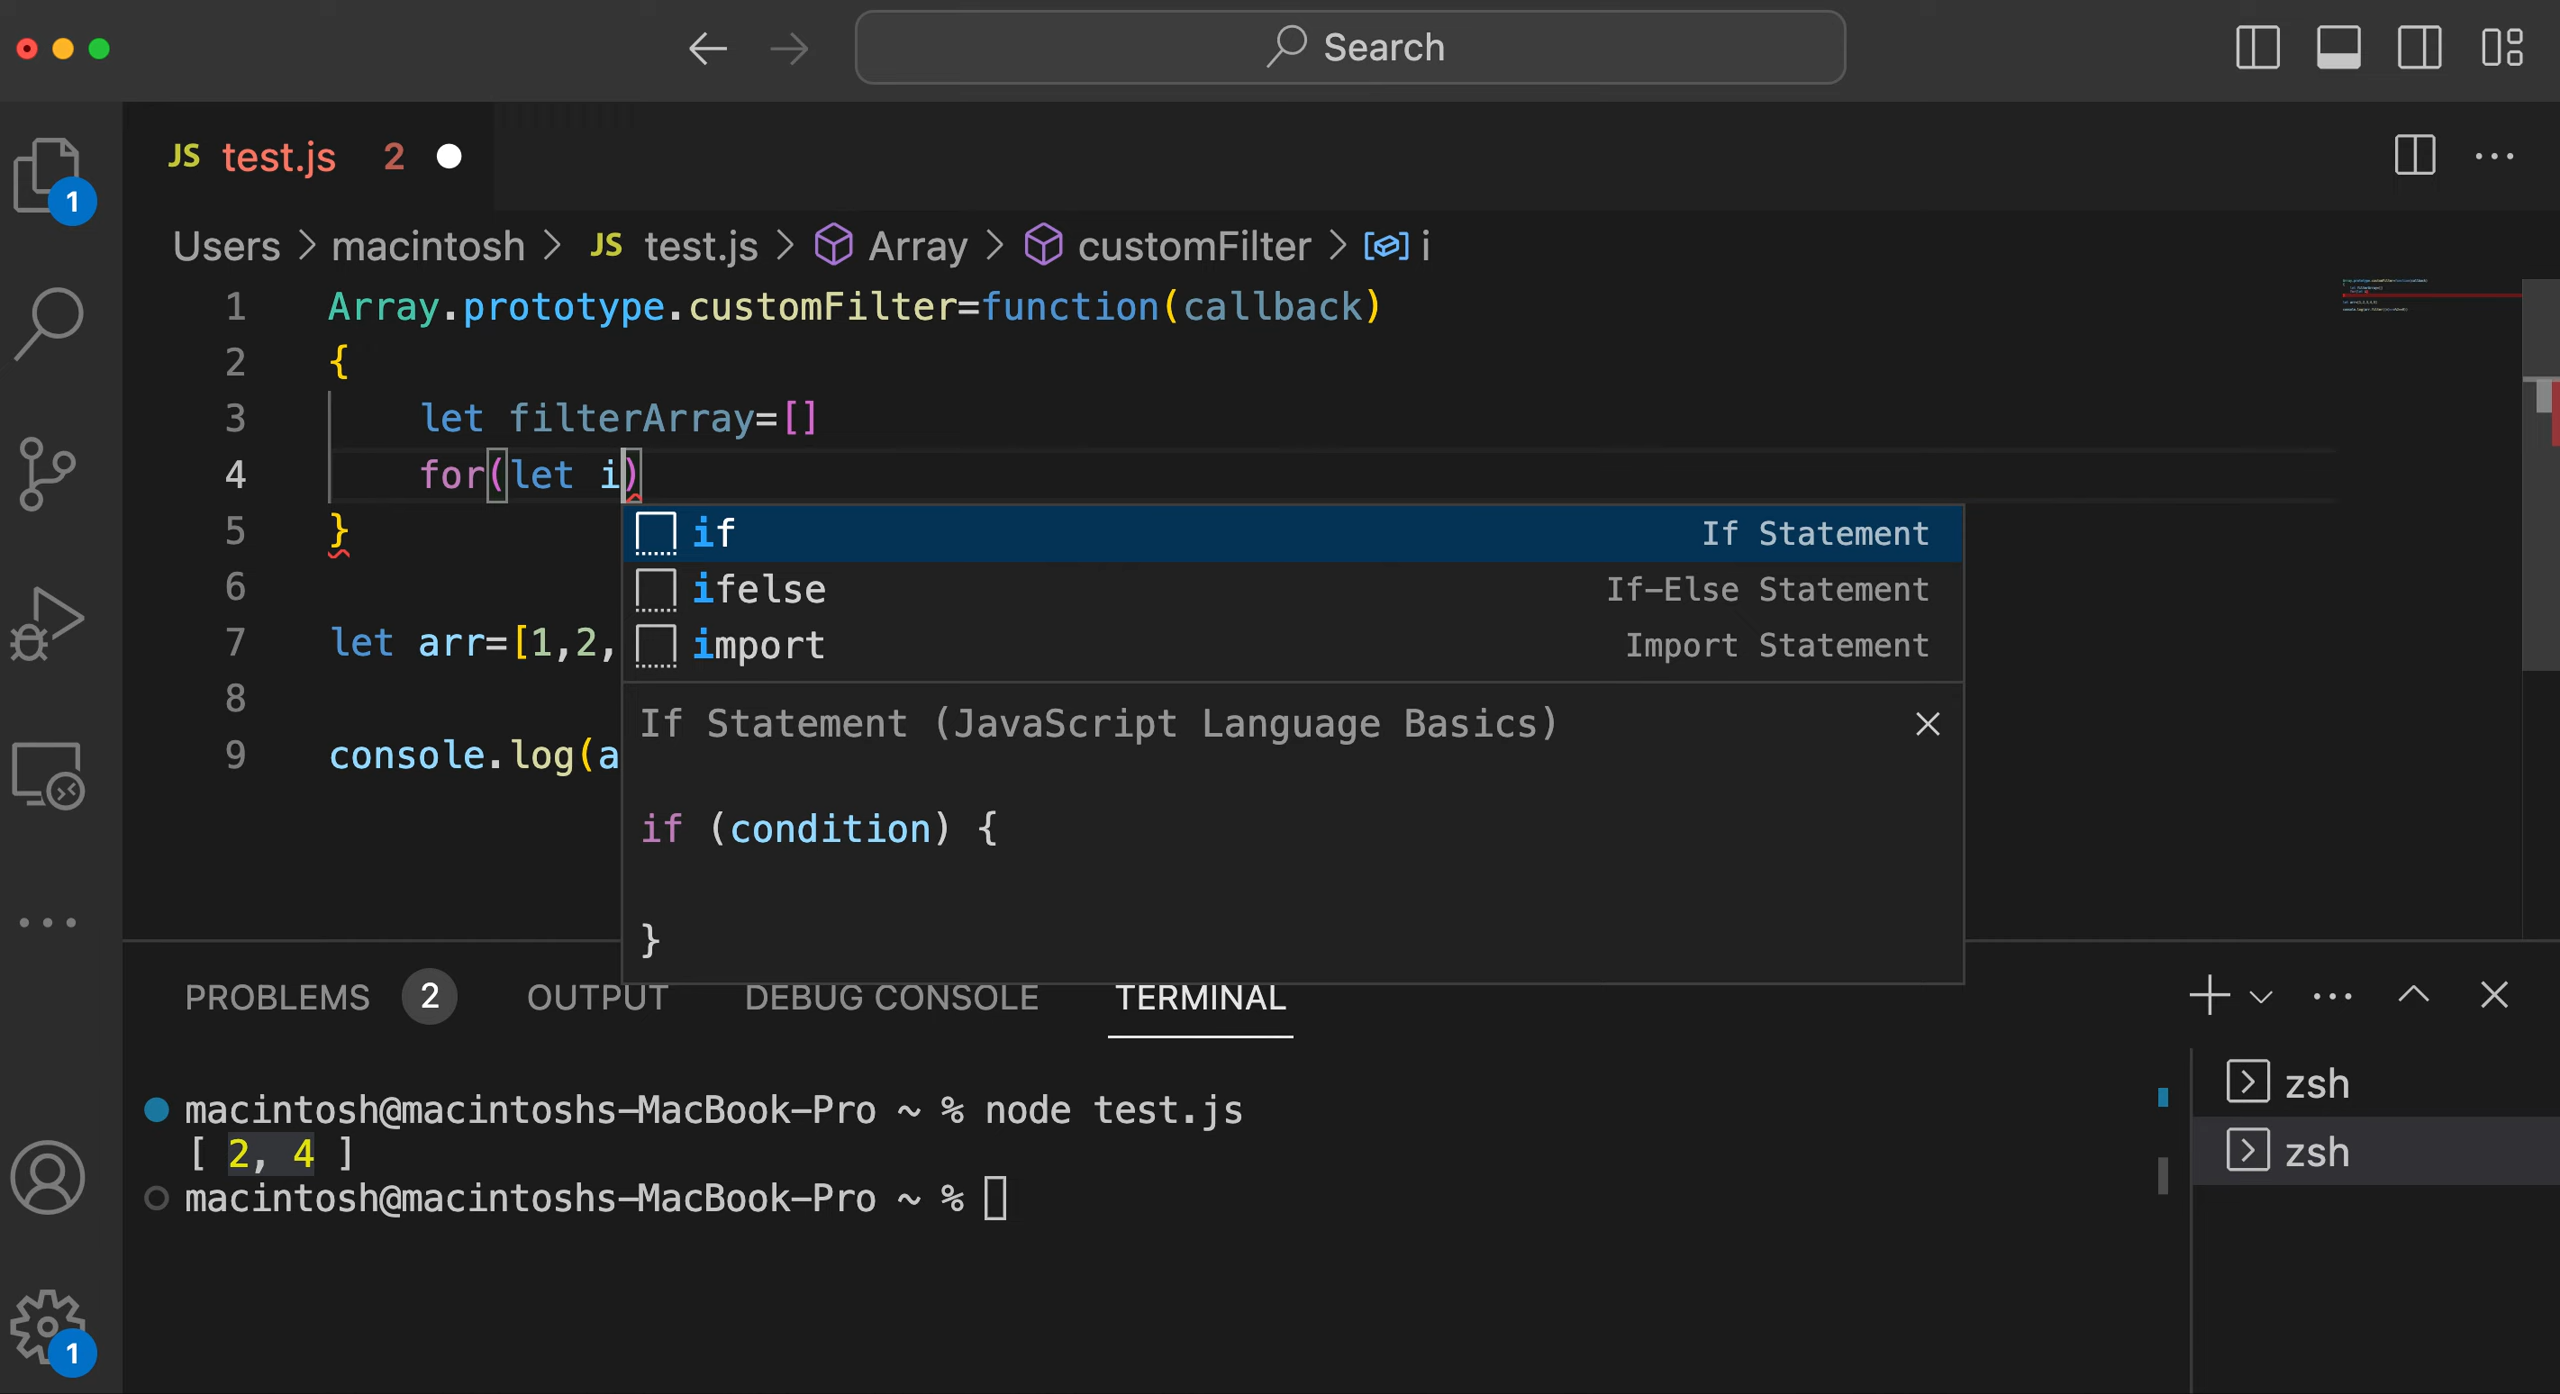 Search
JS test.js 2
Users > macintosh > JS test.js > Array > customFilter > i
1 Array.prototype.customFilter=function(callback)
2 {
3 let filterArray=[]
4 for(let i)
5 }
6
7 let arr=[1,2,
8
9 console.log(a
if If Statement
ifelse If-Else Statement
import Import Statement
If Statement (JavaScript Language Basics)
if (condition) {
}
PROBLEMS 2 OUTPUT DEBUG CONSOLE TERMINAL
macintosh@macintoshs-MacBook-Pro ~ % node test.js
[ 2, 4 ]
macintosh@macintoshs-MacBook-Pro ~ %
zsh
zsh
1
1